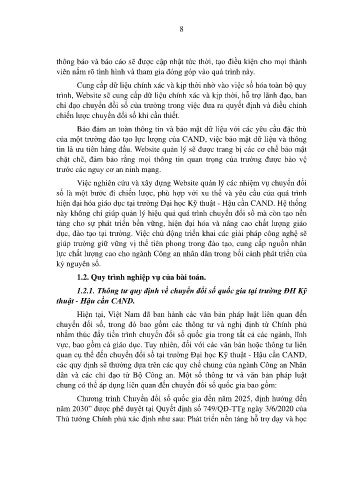 8
thông báo và báo cáo sẽ được cập nhật tức thời, tạo điều kiện cho mọi thành
viên nắm rõ tình hình và tham gia đóng góp vào quá trình này.
Cung cấp dữ liệu chính xác và kịp thời nhờ vào việc số hóa toàn bộ quy
trình, Website sẽ cung cấp dữ liệu chính xác và kịp thời, hỗ trợ lãnh đạo, ban
chỉ đạo chuyển đổi số của trường trong việc đưa ra quyết định và điều chỉnh
chiến lược chuyển đổi số khi cần thiết.
Bảo đảm an toàn thông tin và bảo mật dữ liệu với các yêu cầu đặc thù
của một trường đào tạo lực lượng của CAND, việc bảo mật dữ liệu và thông
tin là ưu tiên hàng đầu. Website quản lý sẽ được trang bị các cơ chế bảo mật
chặt chẽ, đảm bảo rằng mọi thông tin quan trọng của trường được bảo vệ
trước các nguy cơ an ninh mạng.
Việc nghiên cứu và xây dựng Website quản lý các nhiệm vụ chuyển đổi
số là một bước đi chiến lược, phù hợp với xu thế và yêu cầu của quá trình
hiện đại hóa giáo dục tại trường Đại học Kỹ thuật - Hậu cần CAND. Hệ thống
này không chỉ giúp quản lý hiệu quả quá trình chuyển đổi số mà còn tạo nền
tảng cho sự phát triển bền vững, hiện đại hóa và nâng cao chất lượng giáo
dục, đào tạo tại trường. Việc chủ động triển khai các giải pháp công nghệ sẽ
giúp trường giữ vững vị thế tiên phong trong đào tạo, cung cấp nguồn nhân
lực chất lượng cao cho ngành Công an nhân dân trong bối cảnh phát triển của
kỷ nguyên số.
1.2. Quy trình nghiệp vụ của bài toán.
1.2.1. Thông tư quy định về chuyển đổi số quốc gia tại trường ĐH Kỹ
thuật - Hậu cần CAND.
Hiện tại, Việt Nam đã ban hành các văn bản pháp luật liên quan đến
chuyển đổi số, trong đó bao gồm các thông tư và nghị định từ Chính phủ
nhằm thúc đẩy tiến trình chuyển đổi số quốc gia trong tất cả các ngành, lĩnh
vực, bao gồm cả giáo dục. Tuy nhiên, đối với các văn bản hoặc thông tư liên
quan cụ thể đến chuyển đổi số tại trường Đại học Kỹ thuật - Hậu cần CAND,
các quy định sẽ thường dựa trên các quy chế chung của ngành Công an Nhân
dân và các chỉ đạo từ Bộ Công an. Một số thông tư và văn bản pháp luật
chung có thể áp dụng liên quan đến chuyển đổi số quốc gia bao gồm:
Chương trình Chuyển đổi số quốc gia đến năm 2025, định hướng đến
năm 2030” được phê duyệt tại Quyết định số 749/QĐ-TTg ngày 3/6/2020 của
Thủ tướng Chính phủ xác định như sau: Phát triển nền tảng hỗ trợ dạy và học